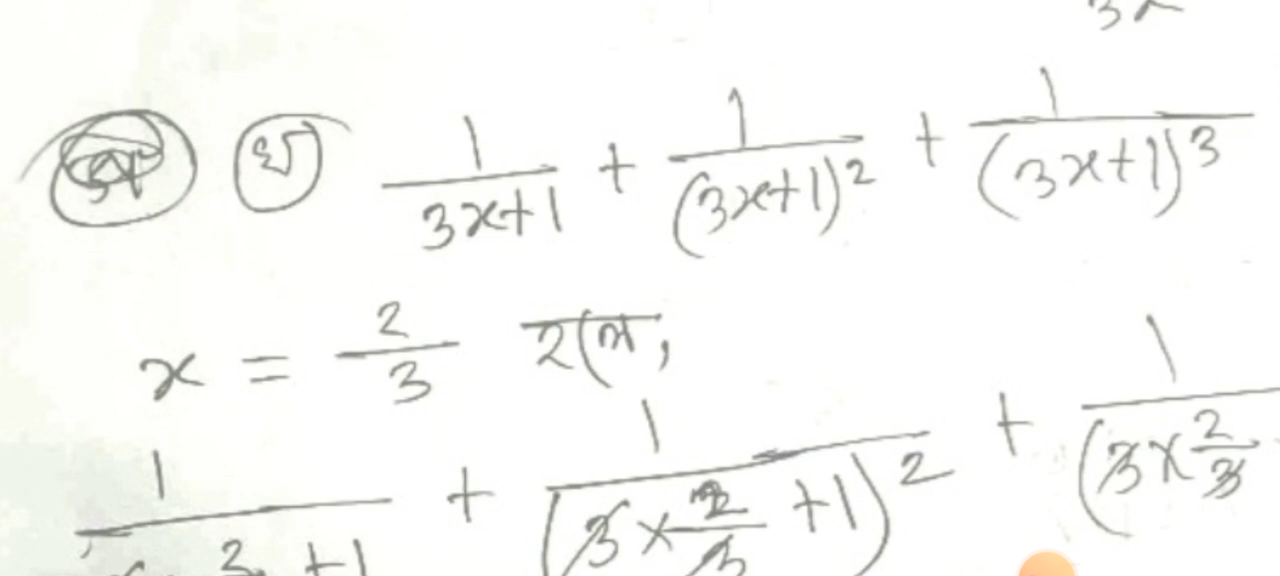 3x
খ 1/(3x+1) + 1/(3x+1)² + 1/(3x+1)³
x = 2/3 হলে,
1/(3 × 2/3 + 1) + 1/(3 × 2/3 + 1)² + 1/(3 × 2/3